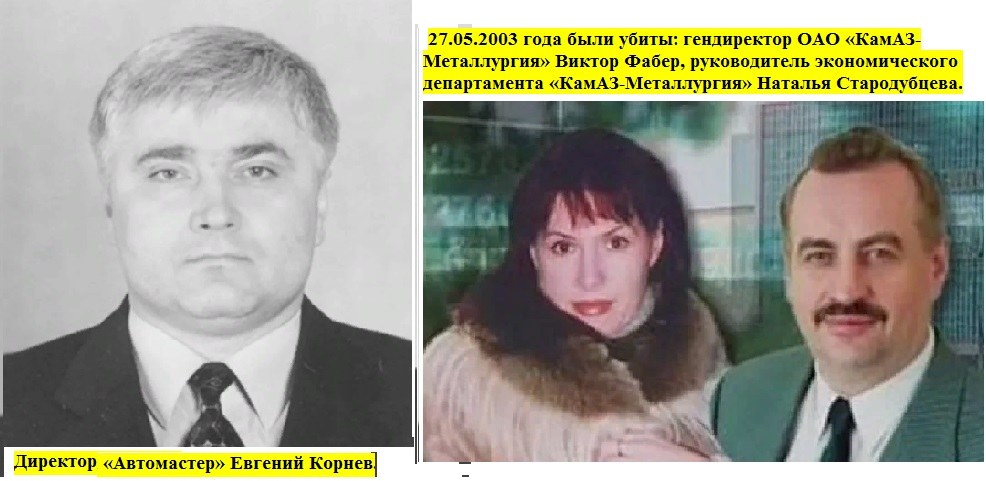 27.05.2003 года были убиты: гендиректор ОАО «КамАЗ-
Металлургия» Виктор Фабер, руководитель экономического
департамента «КамАЗ-Металлургия» Наталья Стародубцева.
Директор «Автомастер» Евгений Корнев.